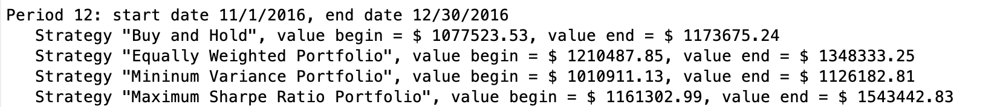 Period 12: start date 11/1/2016, end date 12/30/2016
Strategy "Buy and Hold", value begin = $ 1077523.53, value end = $ 1173675.24
Strategy "Equally Weighted Portfolio", value begin = $ 1210487.85, value end = $ 1348333.25
Strategy "Mininum Variance Portfolio", value begin = $ 1010911.13, value end = $ 1126182.81
Strategy "Maximum Sharpe Ratio Portfolio", value begin = $ 1161302.99, value end = $ 1543442.83